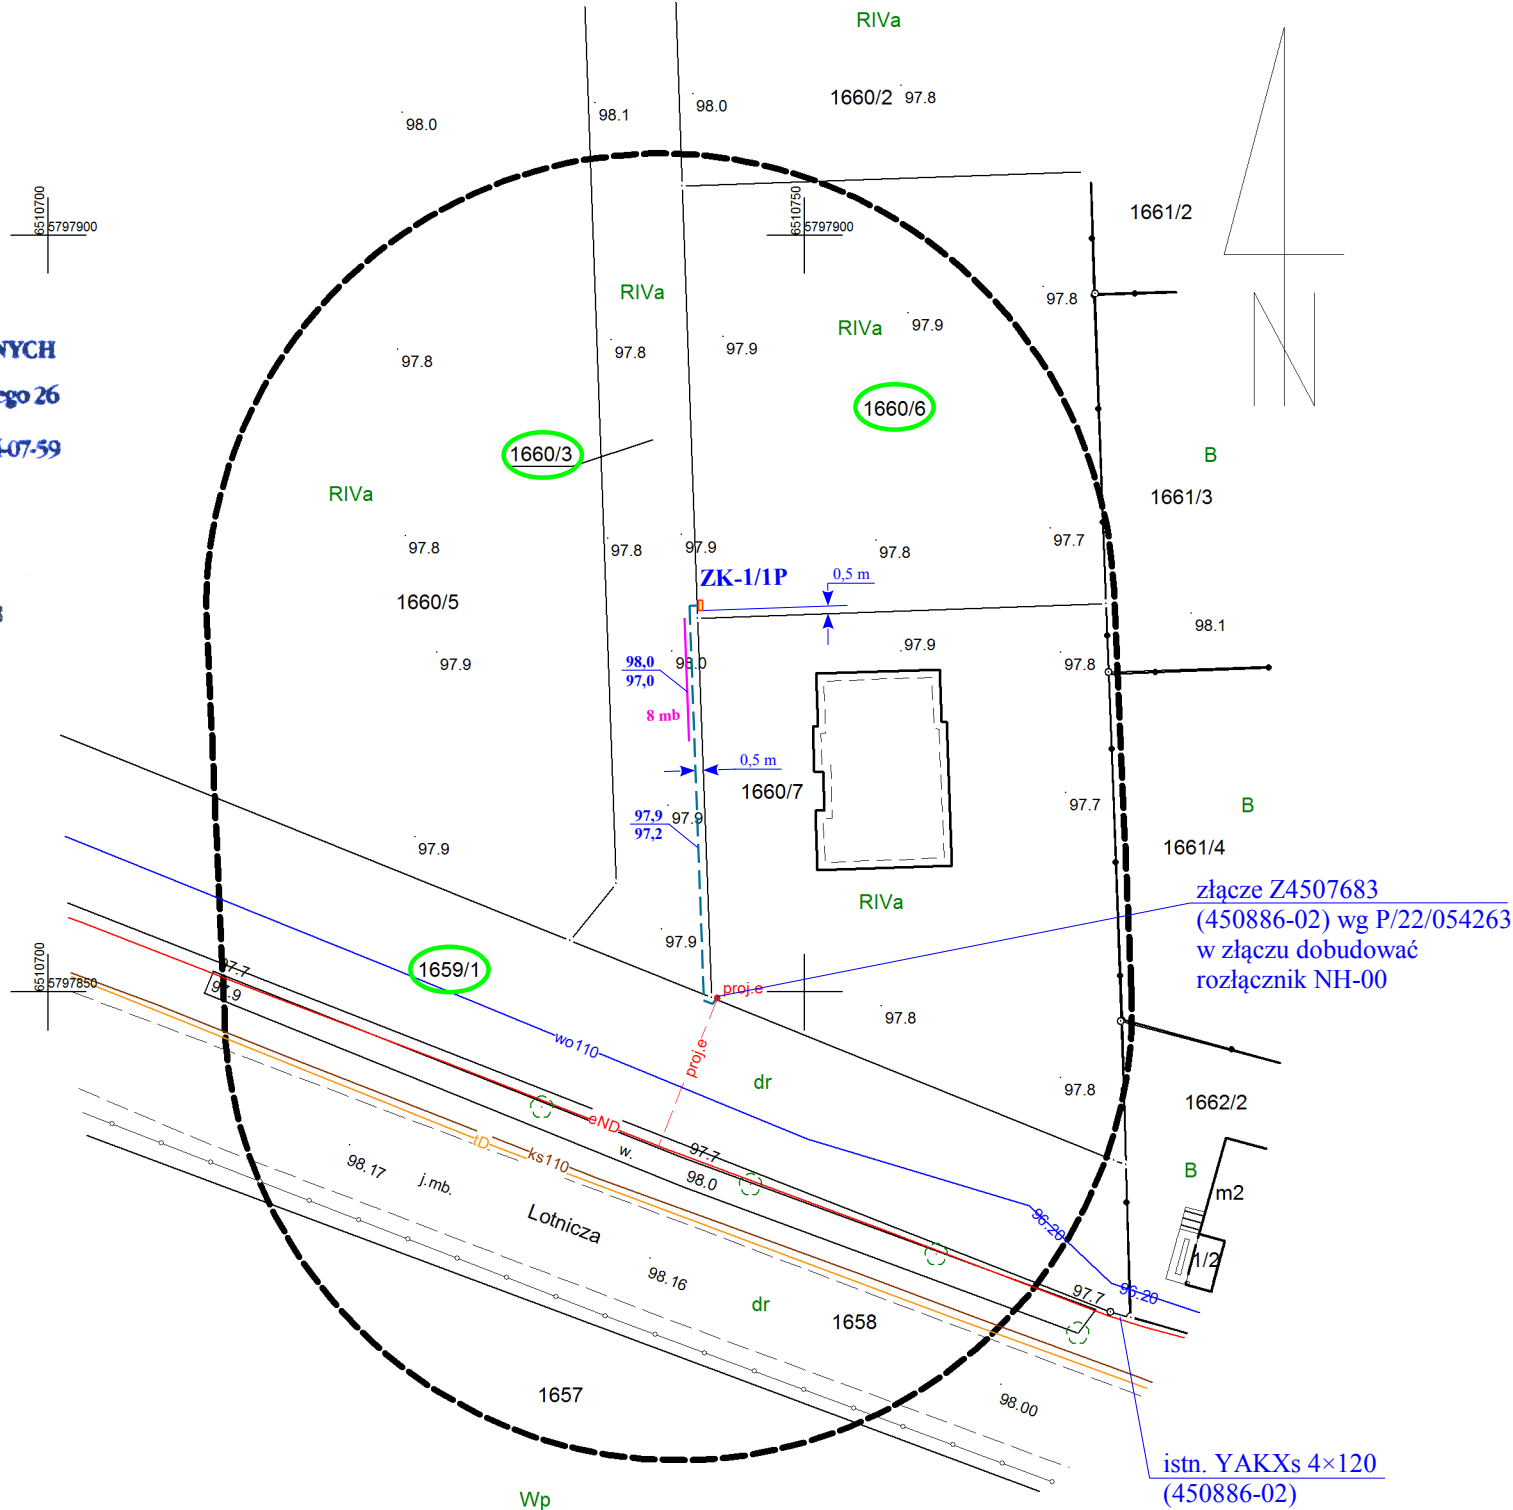 RIVa
1660/2 97.8
98.0
98.1
98.0
6510700
5797900
6510750
5797900
1661/2
RIVa
97.8
RIVa
97.9
NYCH
ego 26
97.8
97.8
97.9
1660/6
-07-59
1660/3
B
RIVa
1661/3
97.8
97.8
97.9
97.8
97.7
ZK-1/1P
0,5 m
1660/5
98.1
97.9
98,0
97,0
98.0
97.9
97.8
8 mb
0,5 m
1660/7
97.7
B
97,9
97,2
97.9
97.9
1661/4
RIVa
złącze Z4507683
(450886-02) wg P/22/054263
w złączu dobudować
rozłącznik NH-00
97.9
1659/1
97.7
97.9
6510700
5797850
proj.e
97.8
wo110
proj.e
dr
97.8
1662/2
eND
tD
ks110
w.
97.7
98.0
98.17
j.mb.
B
m2
1/2
Lotnicza
96.20
98.16
97.7
96.20
dr
1658
1657
98.00
istn. YAKXs 4×120
(450886-02)
Wp